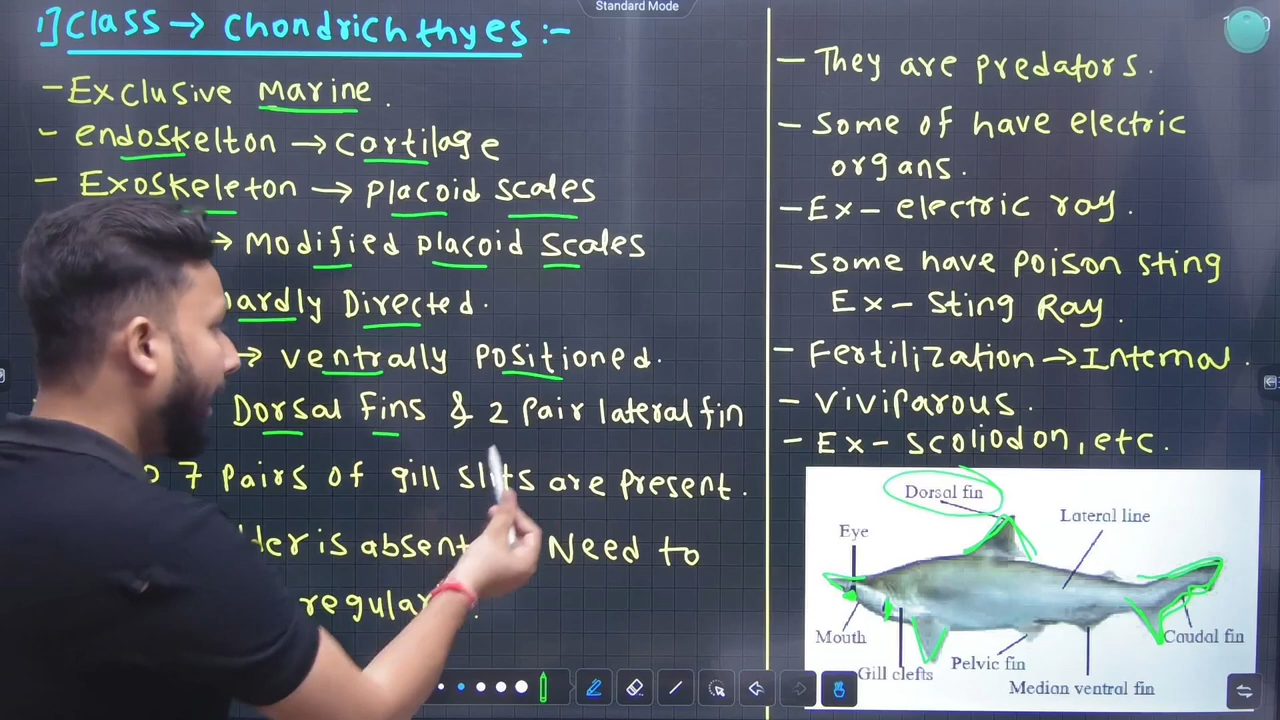 Standard Mode
1] Class → Chondrichthyes :-
- Exclusive marine.
- endoskelton → cartilage
- Exoskeleton → placoid scales
→ Modified placoid scales
ardly Directed.
→ ventrally positioned.
Dorsal Fins & 2 pair lateral fin
7 pairs of gill slits are present.
der is absent Need to
regular
- They are predators.
- Some of have electric
organs.
- Ex- electric ray.
- Some have poison sting
Ex- Sting Ray.
- Fertilization → Internal.
- viviparous.
- Ex- scoliodon, etc.
Dorsal fin
Lateral line
Eye
Mouth
Gill clefts
Pelvic fin
Median ventral fin
Caudal fin